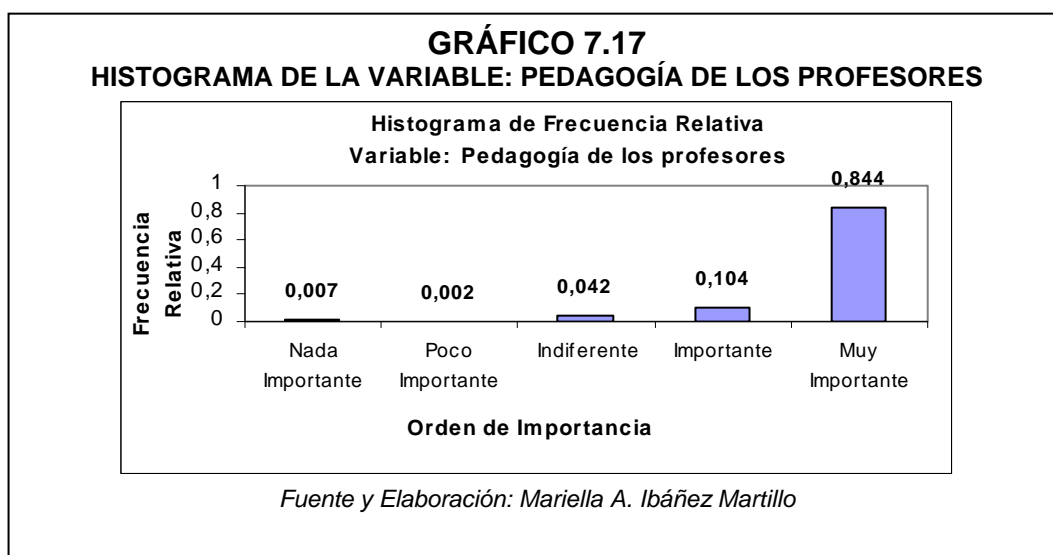 GRÁFICO 7.17
HISTOGRAMA DE LA VARIABLE: PEDAGOGÍA DE LOS PROFESORES
Histograma de Frecuencia Relativa
Variable: Pedagogía de los profesores
Frecuencia
Relativa
1
0,8
0,6
0,4
0,2
0
0,007
0,002
0,042
0,104
0,844
Nada
Importante
Poco
Importante
Indiferente
Importante
Muy
Importante
Orden de Importancia
Fuente y Elaboración: Mariella A. Ibáñez Martillo